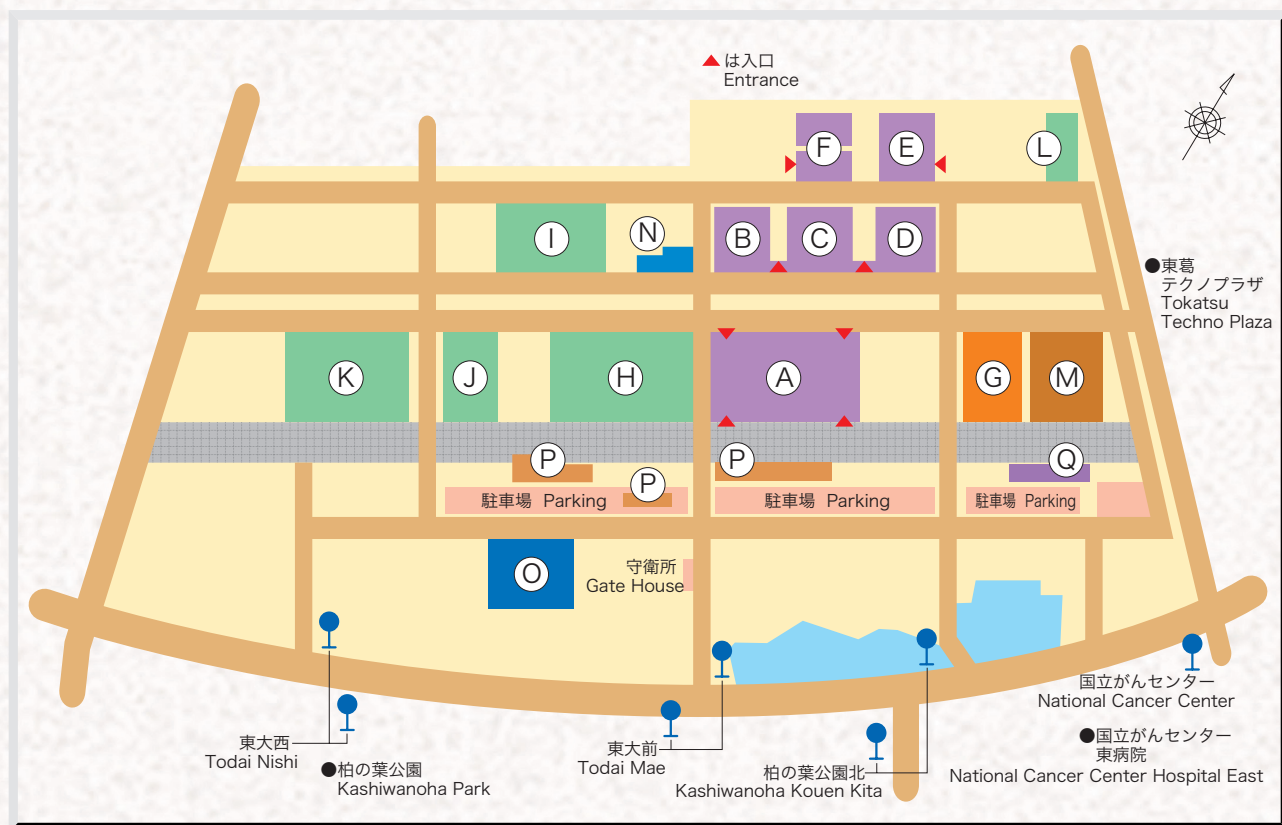 は入口
Entrance
F
E
L
I
N
B
C
D
東葛
テクノプラザ
Tokatsu
Techno Plaza
K
J
H
A
G
M
P
P
Q
P
駐車場 Parking
駐車場 Parking
駐車場 Parking
O
守衛所
Gate House
国立がんセンター
National Cancer Center
東大西
Todai Nishi
東大前
Todai Mae
国立がんセンター
東病院
National Cancer Center Hospital East
柏の葉公園
Kashiwanoha Park
柏の葉公園北
Kashiwanoha Kouen Kita